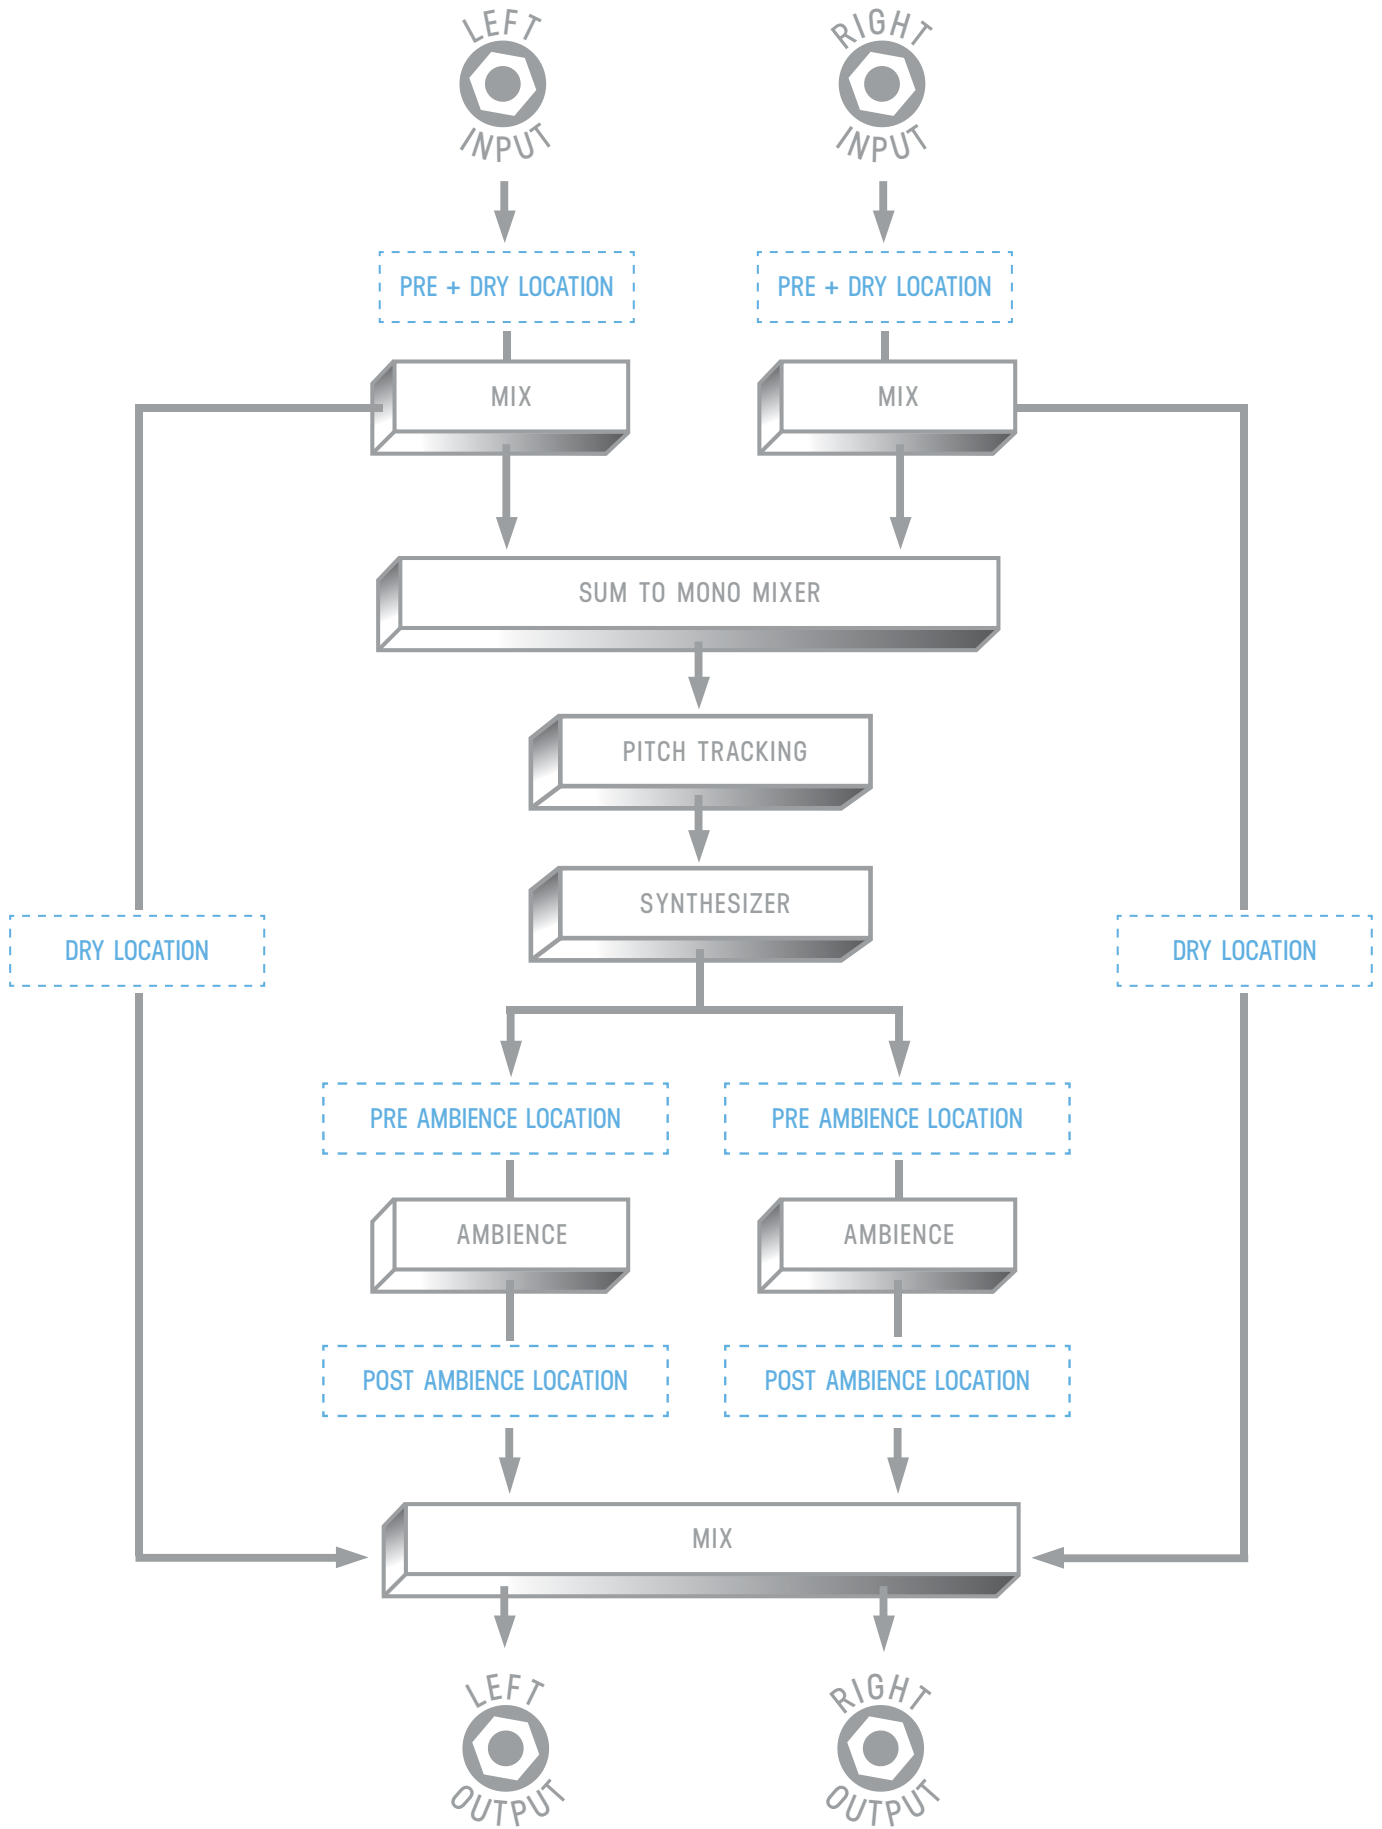 LEFT
INPUT
RIGHT
INPUT
PRE + DRY LOCATION
PRE + DRY LOCATION
MIX
MIX
SUM TO MONO MIXER
PITCH TRACKING
SYNTHESIZER
DRY LOCATION
DRY LOCATION
PRE AMBIENCE LOCATION
PRE AMBIENCE LOCATION
AMBIENCE
AMBIENCE
POST AMBIENCE LOCATION
POST AMBIENCE LOCATION
MIX
LEFT
OUTPUT
RIGHT
OUTPUT